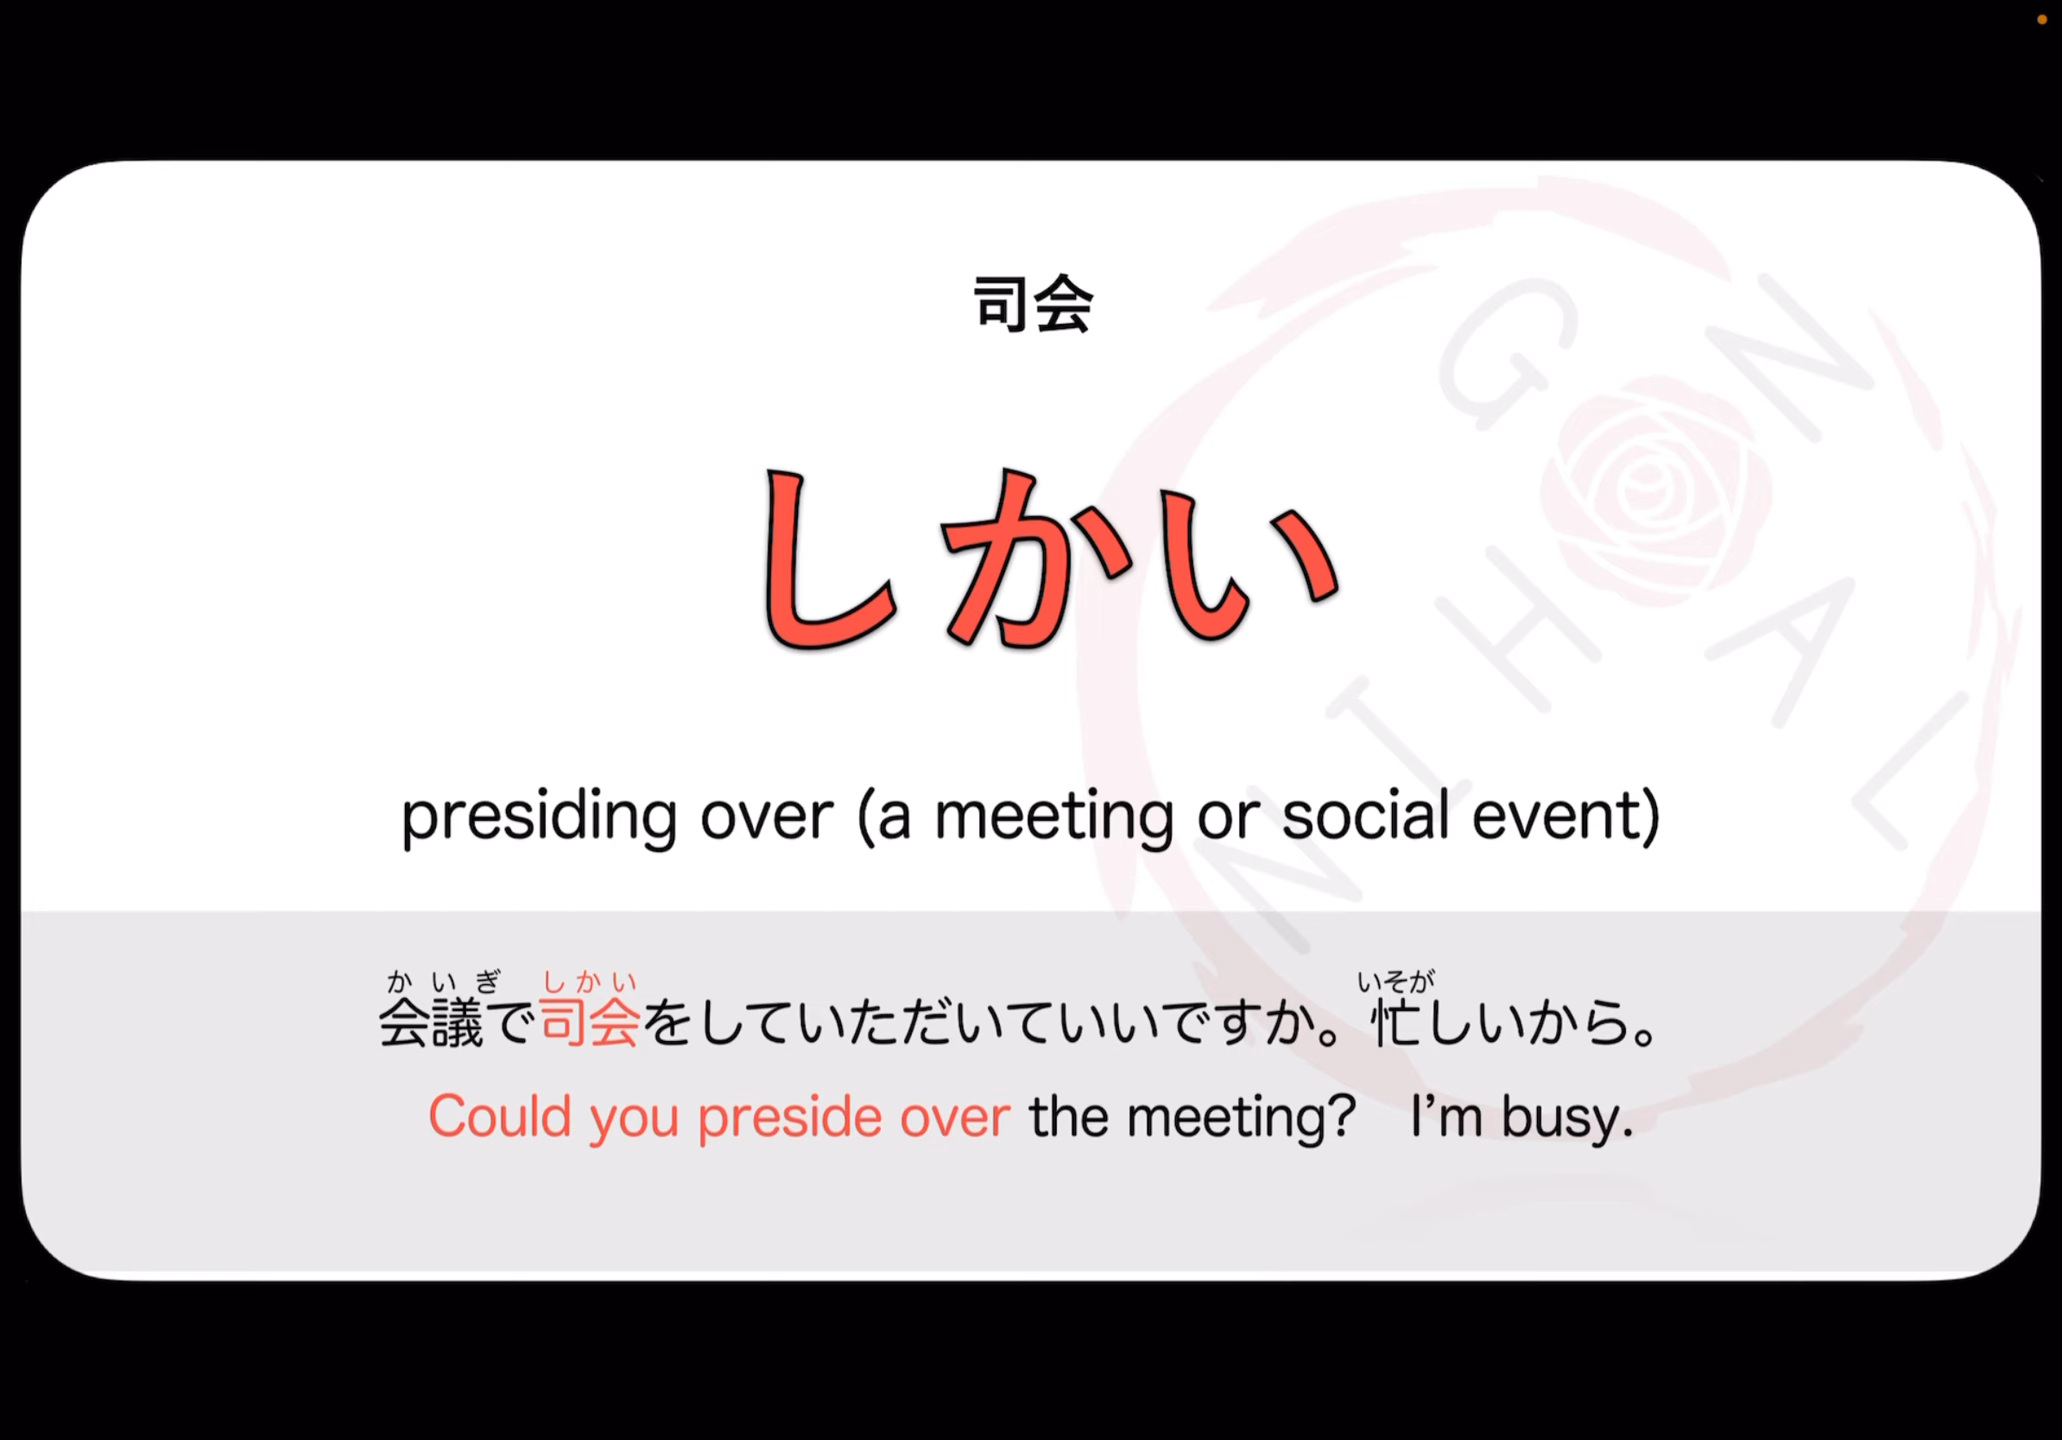 司会
しかい
presiding over (a meeting or social event)
かいぎ しかい いそが
会議で司会をしていただいていいですか。忙しいから。
Could you preside over the meeting? I'm busy.
NIHON
GAL